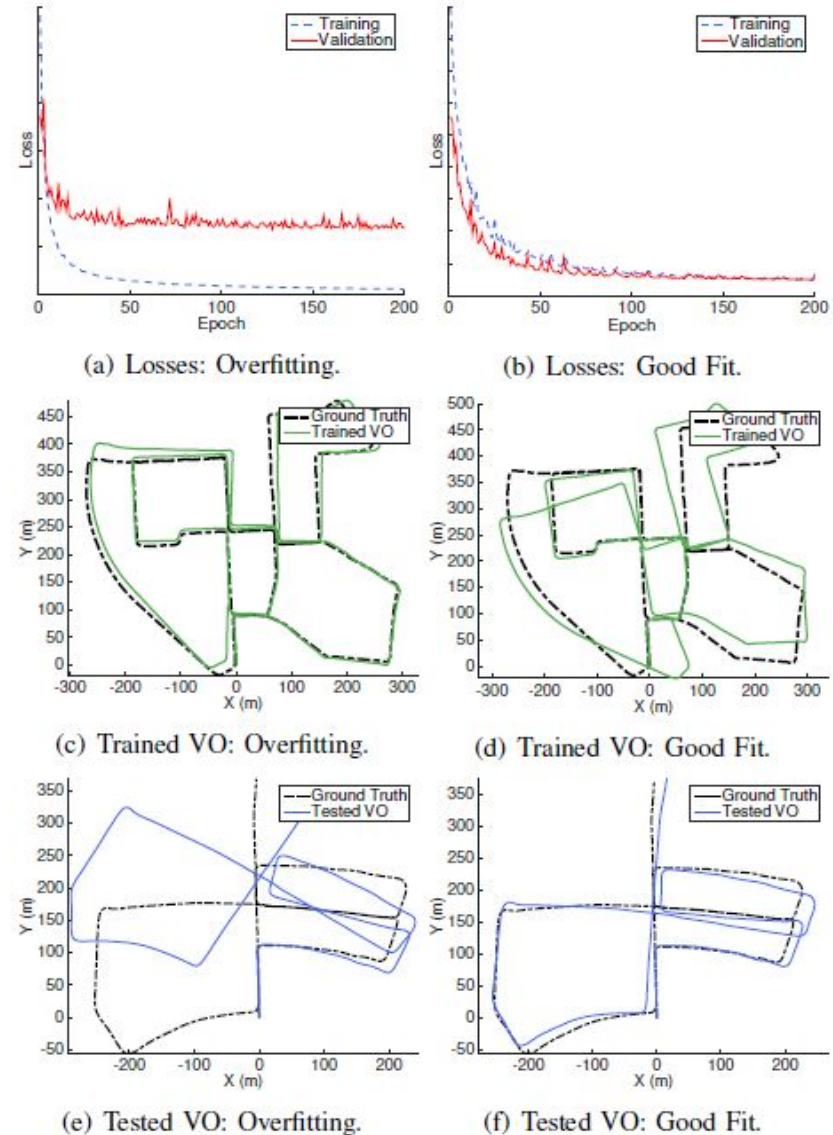 Training
Validation
Loss
0
50
100
150
200
Epoch
(a) Losses: Overfitting.
Training
Validation
Loss
0
50
100
150
200
Epoch
(b) Losses: Good Fit.
450
400
350
300
250
200
150
100
50
0
Y (m)
Ground Truth
Trained VO
-300
-200
-100
0
100
200
300
X (m)
(c) Trained VO: Overfitting.
500
450
400
350
300
250
200
150
100
50
0
Y (m)
Ground Truth
Trained VO
-300
-200
-100
0
100
200
300
X (m)
(d) Trained VO: Good Fit.
350
300
250
200
150
100
50
0
-50
Y (m)
Ground Truth
Tested VO
-200
-100
0
100
200
X (m)
(e) Tested VO: Overfitting.
350
300
250
200
150
100
50
0
-50
Y (m)
Ground Truth
Tested VO
-200
-100
0
100
200
X (m)
(f) Tested VO: Good Fit.